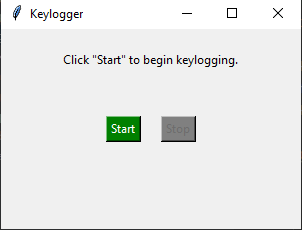 Keylogger
Click "Start" to begin keylogging.
Start
Stop